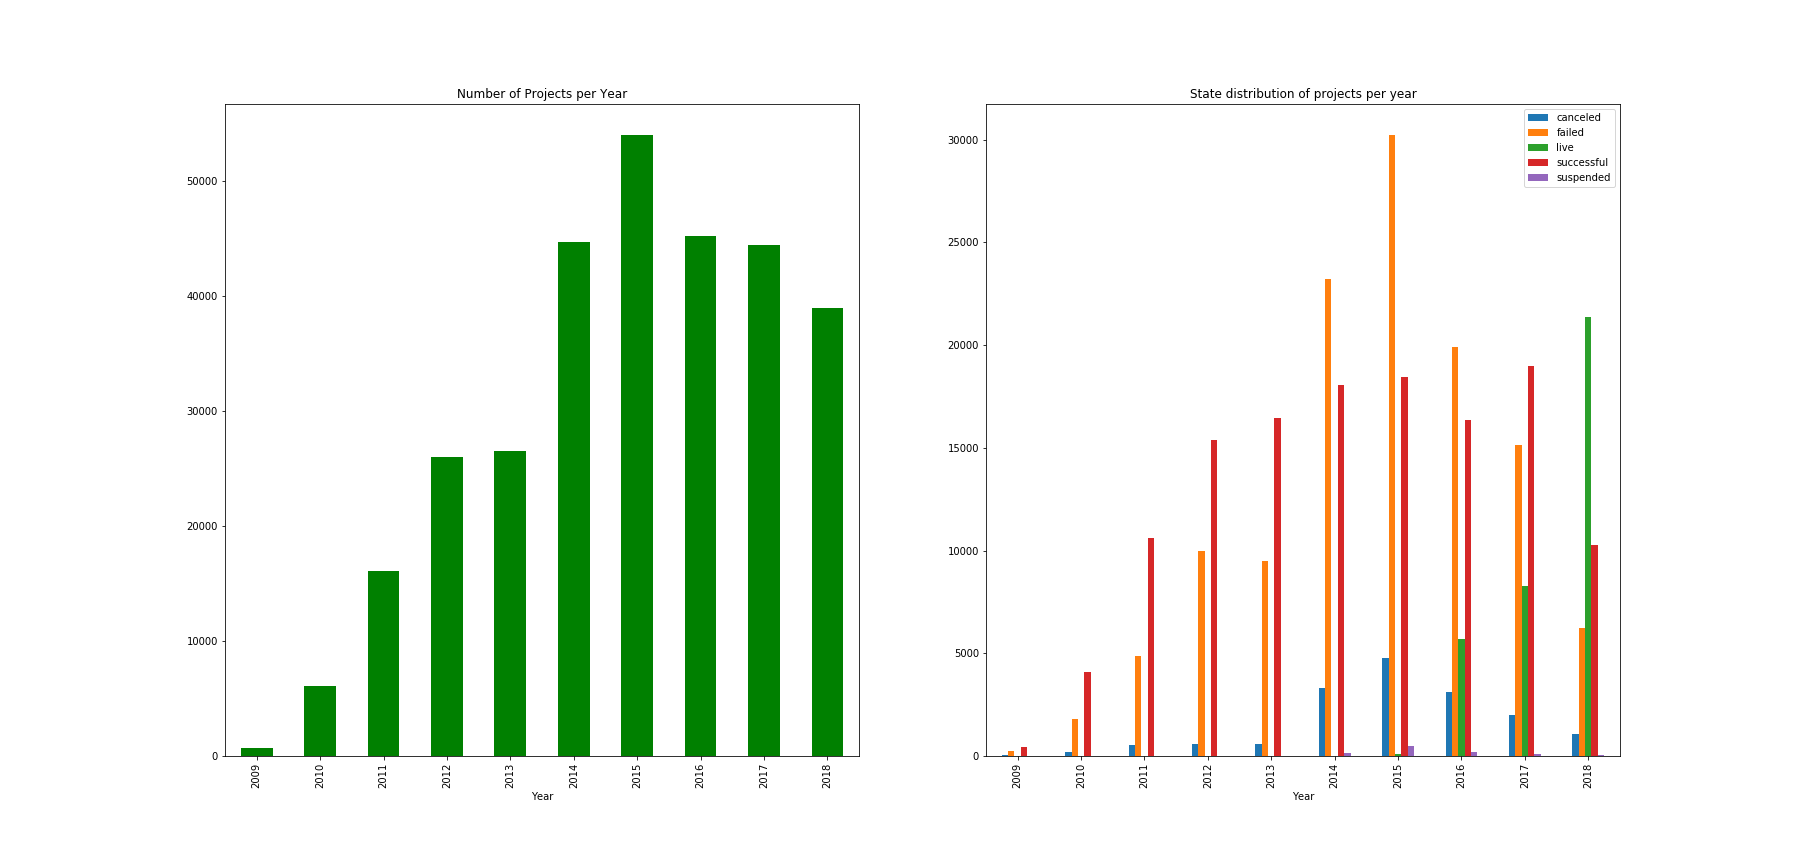 Number of Projects per Year
50000
40000
30000
20000
10000
0
2009 2010 2011 2012 2013 2014 2015 2016 2017 2018
Year
State distribution of projects per year
canceled
failed
live
successful
suspended
30000
25000
20000
15000
10000
5000
0
2009 2010 2011 2012 2013 2014 2015 2016 2017 2018
Year